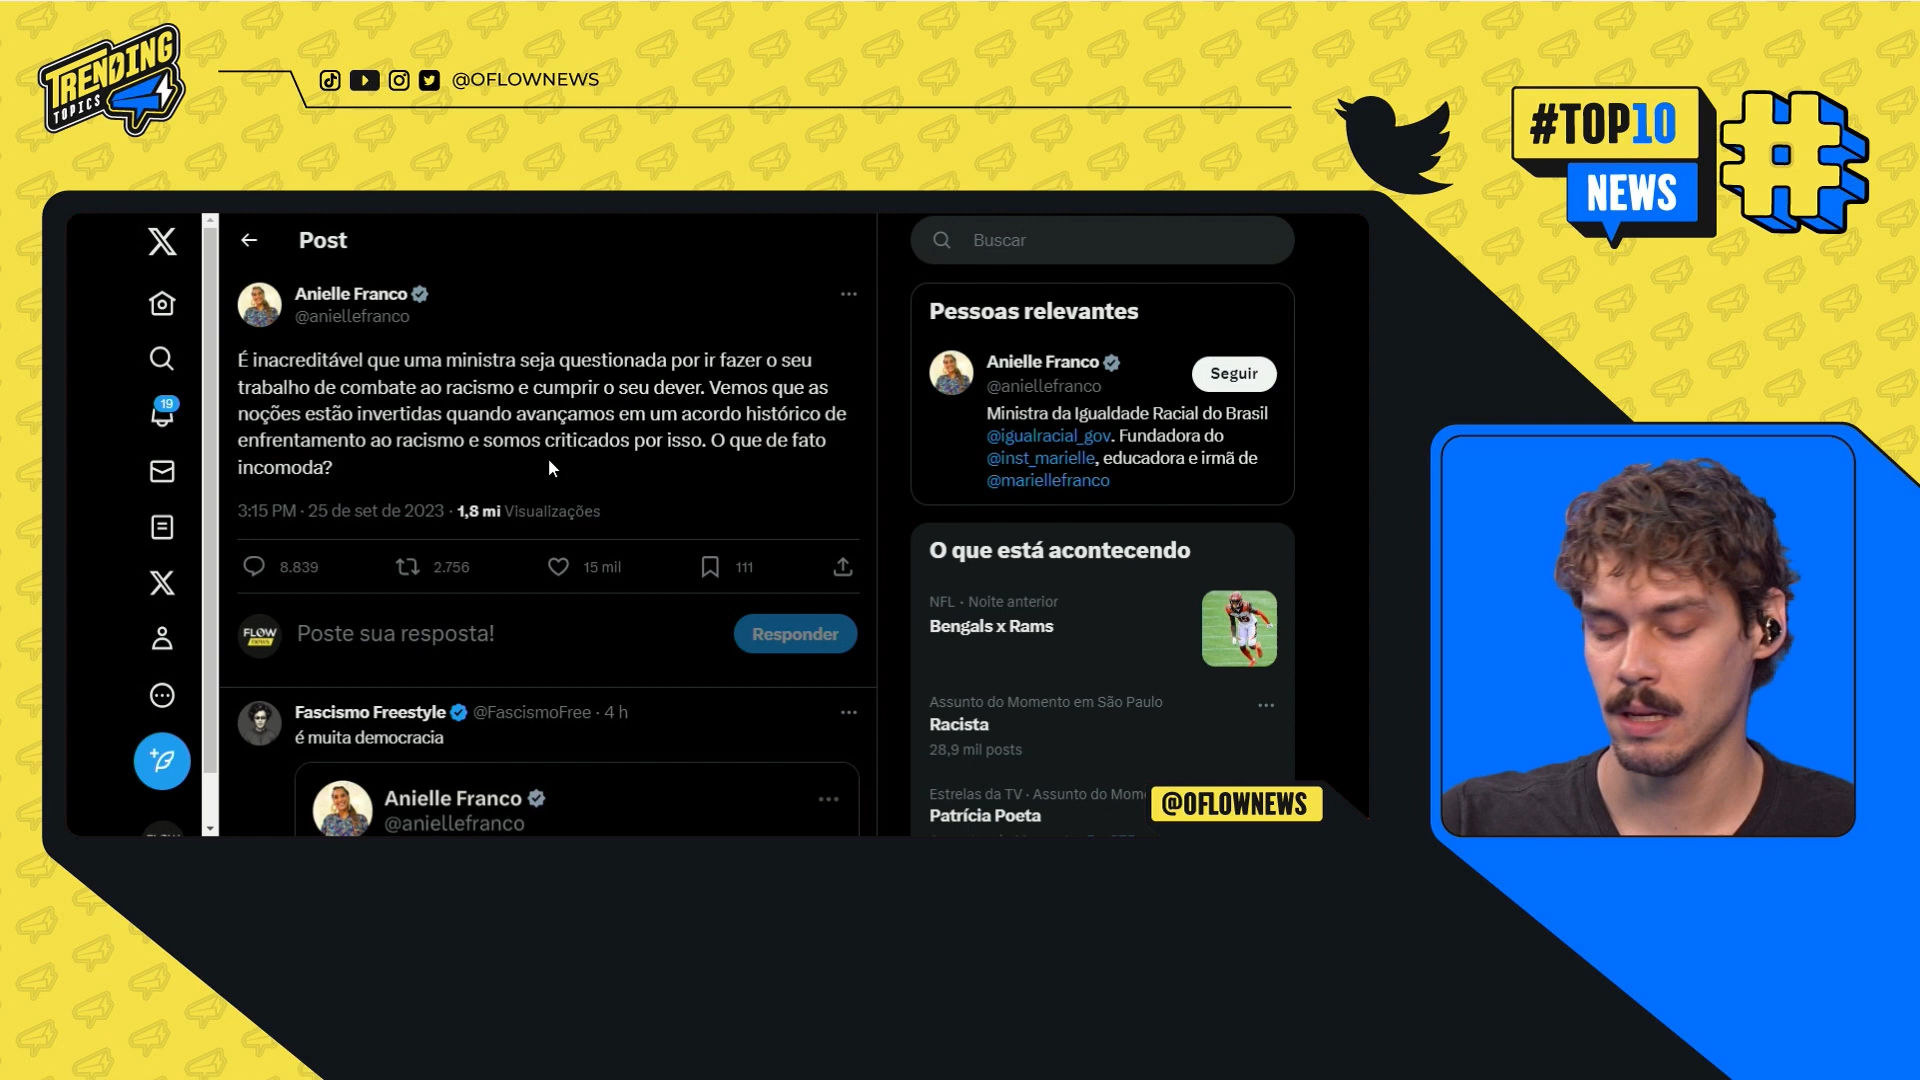 TRENDING
TOPICS
@OFLOWNEWS
#TOP10
NEWS
Post
Anielle Franco
@aniellefranco
É inacreditável que uma ministra seja questionada por ir fazer o seu
trabalho de combate ao racismo e cumprir o seu dever. Vemos que as
noções estão invertidas quando avançamos em um acordo histórico de
enfrentamento ao racismo e somos criticados por isso. O que de fato
incomoda?
3:15 PM · 25 de set de 2023 · 1,8 mi Visualizações
8.839 2.756 15 mil 111
FLOW
news
Poste sua resposta!
Responder
Fascismo Freestyle @FascismoFree · 4 h
é muita democracia
Anielle Franco
@aniellefranco
19
Buscar
Pessoas relevantes
Anielle Franco
@aniellefranco
Seguir
Ministra da Igualdade Racial do Brasil
@igualracial_gov. Fundadora do
@inst_marielle, educadora e irmã de
@mariellefranco
O que está acontecendo
NFL · Noite anterior
Bengals x Rams
Assunto do Momento em São Paulo
Racista
28,9 mil posts
Estrelas da TV · Assunto do Mom
Patrícia Poeta
@OFLOWNEWS